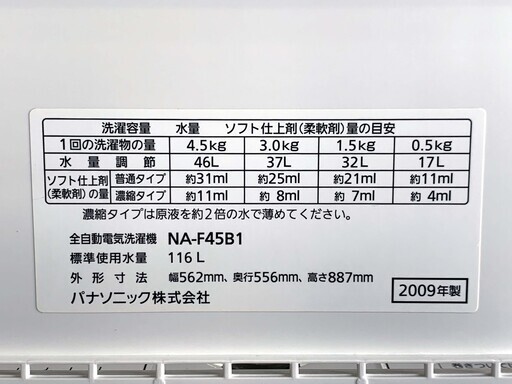 洗濯容量 水量 ソフト仕上剤(柔軟剤)量の目安
1回の洗濯物の量 4.5kg 3.0kg 1.5kg 0.5kg
水量調節 46L 37L 32L 17L
ソフト仕上剤(柔軟剤)の量 普通タイプ 約31ml 約25ml 約21ml 約11ml
濃縮タイプ 約11ml 約 8ml 約 7ml 約 4ml
濃縮タイプは原液を約2倍の水で薄めてください。
全自動電気洗濯機 NA-F45B1
標準使用水量 116 L
外形寸法 幅562mm、奥行556mm、高さ887mm
パナソニック株式会社 2009年製